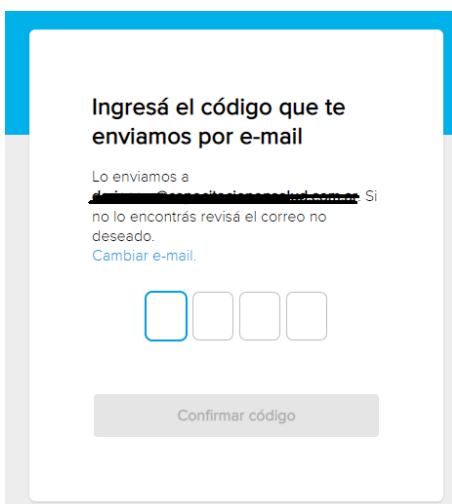 Ingresá el código que te
enviamos por e-mail
Lo enviamos a
Si
no lo encontrás revisá el correo no
deseado.
Cambiar e-mail.
Confirmar código